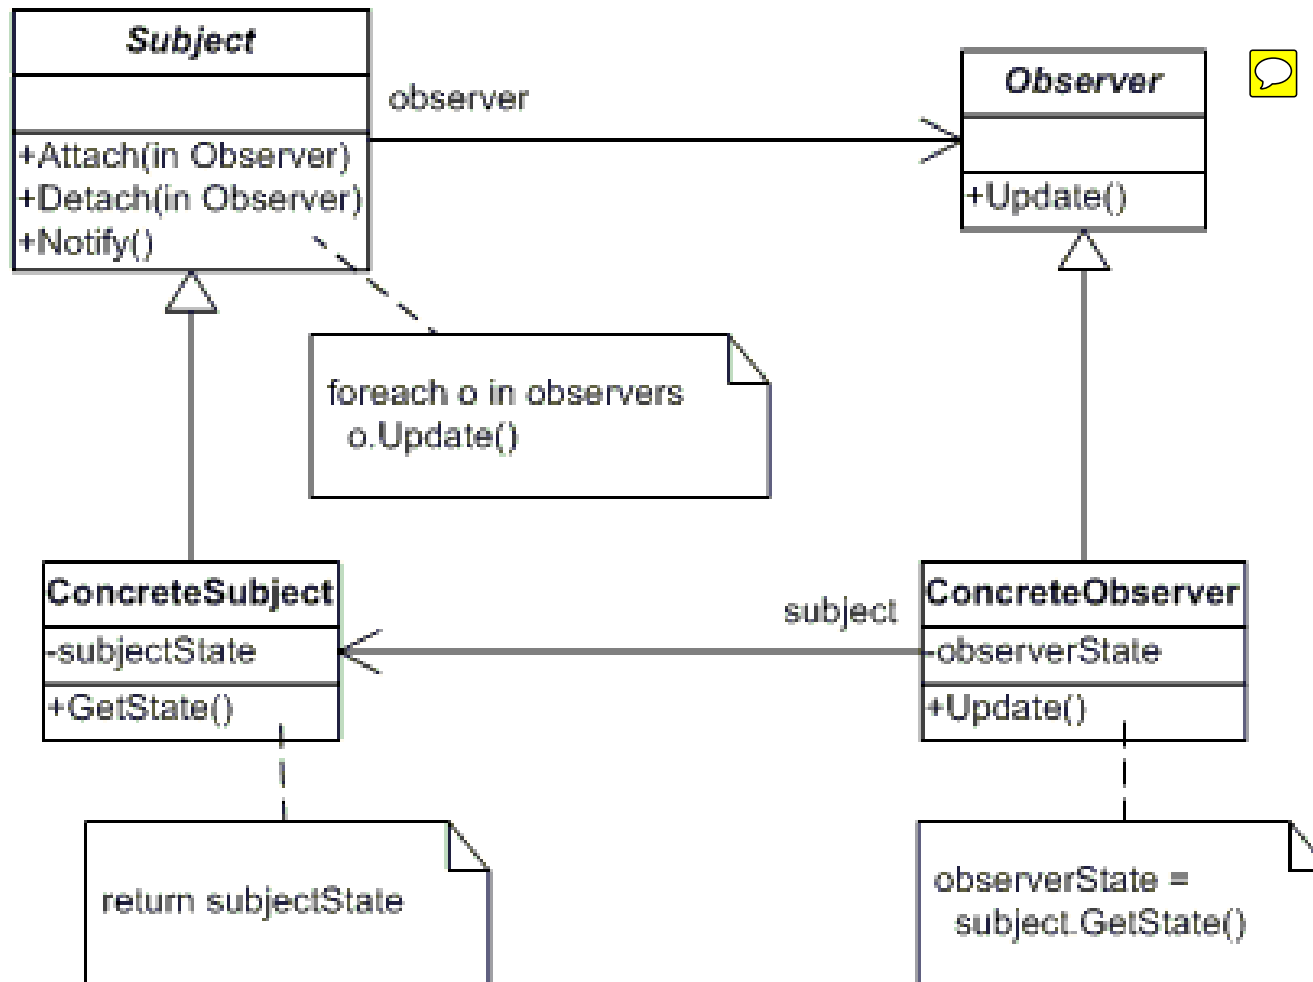 Subject
+Attach(in Observer)
+Detach(in Observer)
+Notify()
observer
Observer
+Update()
foreach o in observers
o.Update()
ConcreteSubject
-subjectState
+GetState()
subject
ConcreteObserver
-observerState
+Update()
return subjectState
observerState =
subject.GetState()